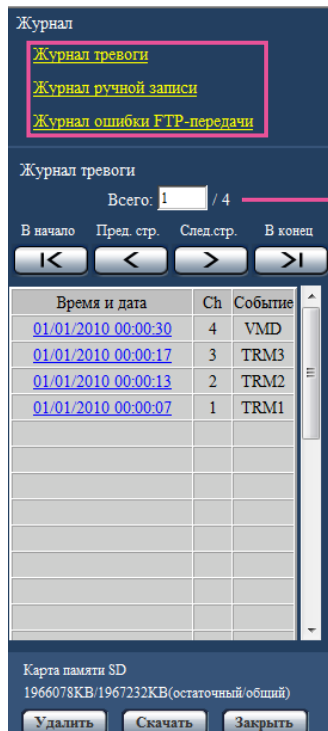 Журнал
Журнал тревоги
Журнал ручной записи
Журнал ошибки FTP-передачи
Журнал тревоги
Всего: 1 / 4
В начало Пред. стр. След.стр. В конец
Время и дата Ch Событие
01/01/2010 00:00:30 4 VMD
01/01/2010 00:00:17 3 TRM3
01/01/2010 00:00:13 2 TRM2
01/01/2010 00:00:07 1 TRM1
Карта памяти SD
1966078KB/1967232KB(остаточный/общий)
Удалить Скачать Закрыть